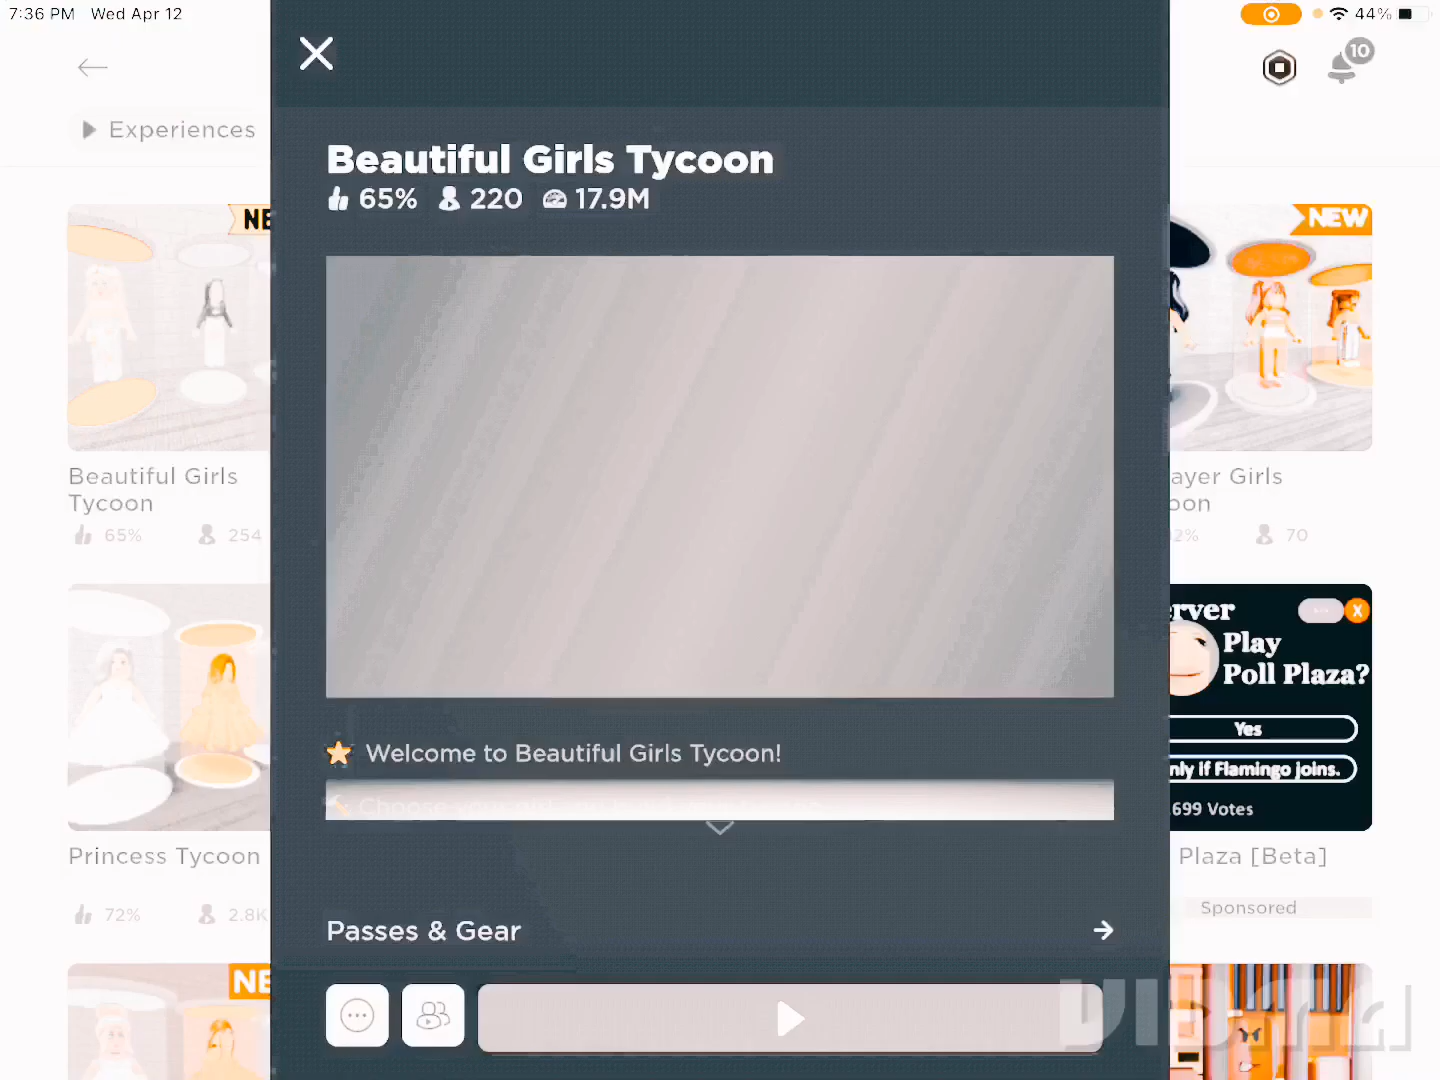 7:36 PM Wed Apr 12
44%
10
Experiences
Beautiful Girls Tycoon
65% 220 17.9M
NE
NEW
Beautiful Girls
Tycoon
65% 254
ayer Girls
oon
2% 70
rver
X
Play
Poll Plaza?
Yes
nly if Flamingo joins.
699 Votes
Welcome to Beautiful Girls Tycoon!
Princess Tycoon
72% 2.8K
Plaza [Beta]
Sponsored
Passes & Gear
NE